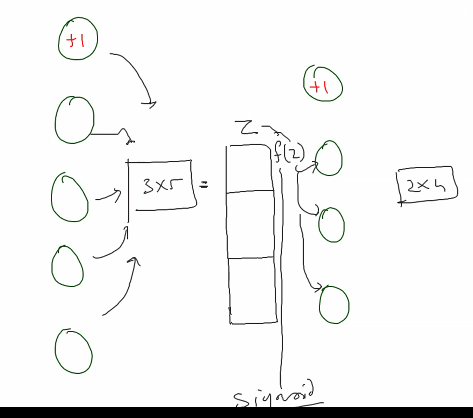 +1
+1
Z
f(z)
3x5 =
2x4
sigmoid